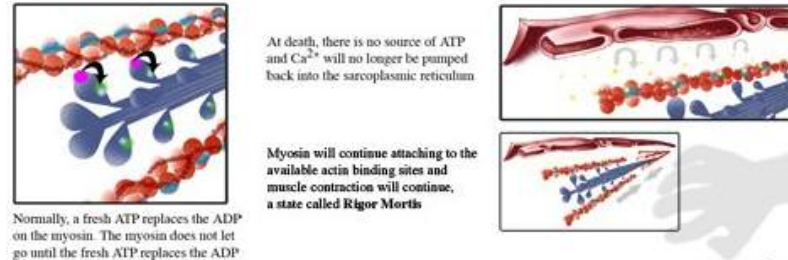 At death, there is no source of ATP
and Ca2+ will no longer be pumped
back into the sarcoplasmic reticulum
Myosin will continue attaching to the
available actin binding sites and
muscle contraction will continue,
a state called Rigor Mortis
Normally, a fresh ATP replaces the ADP
on the myosin. The myosin does not let
go until the fresh ATP replaces the ADP